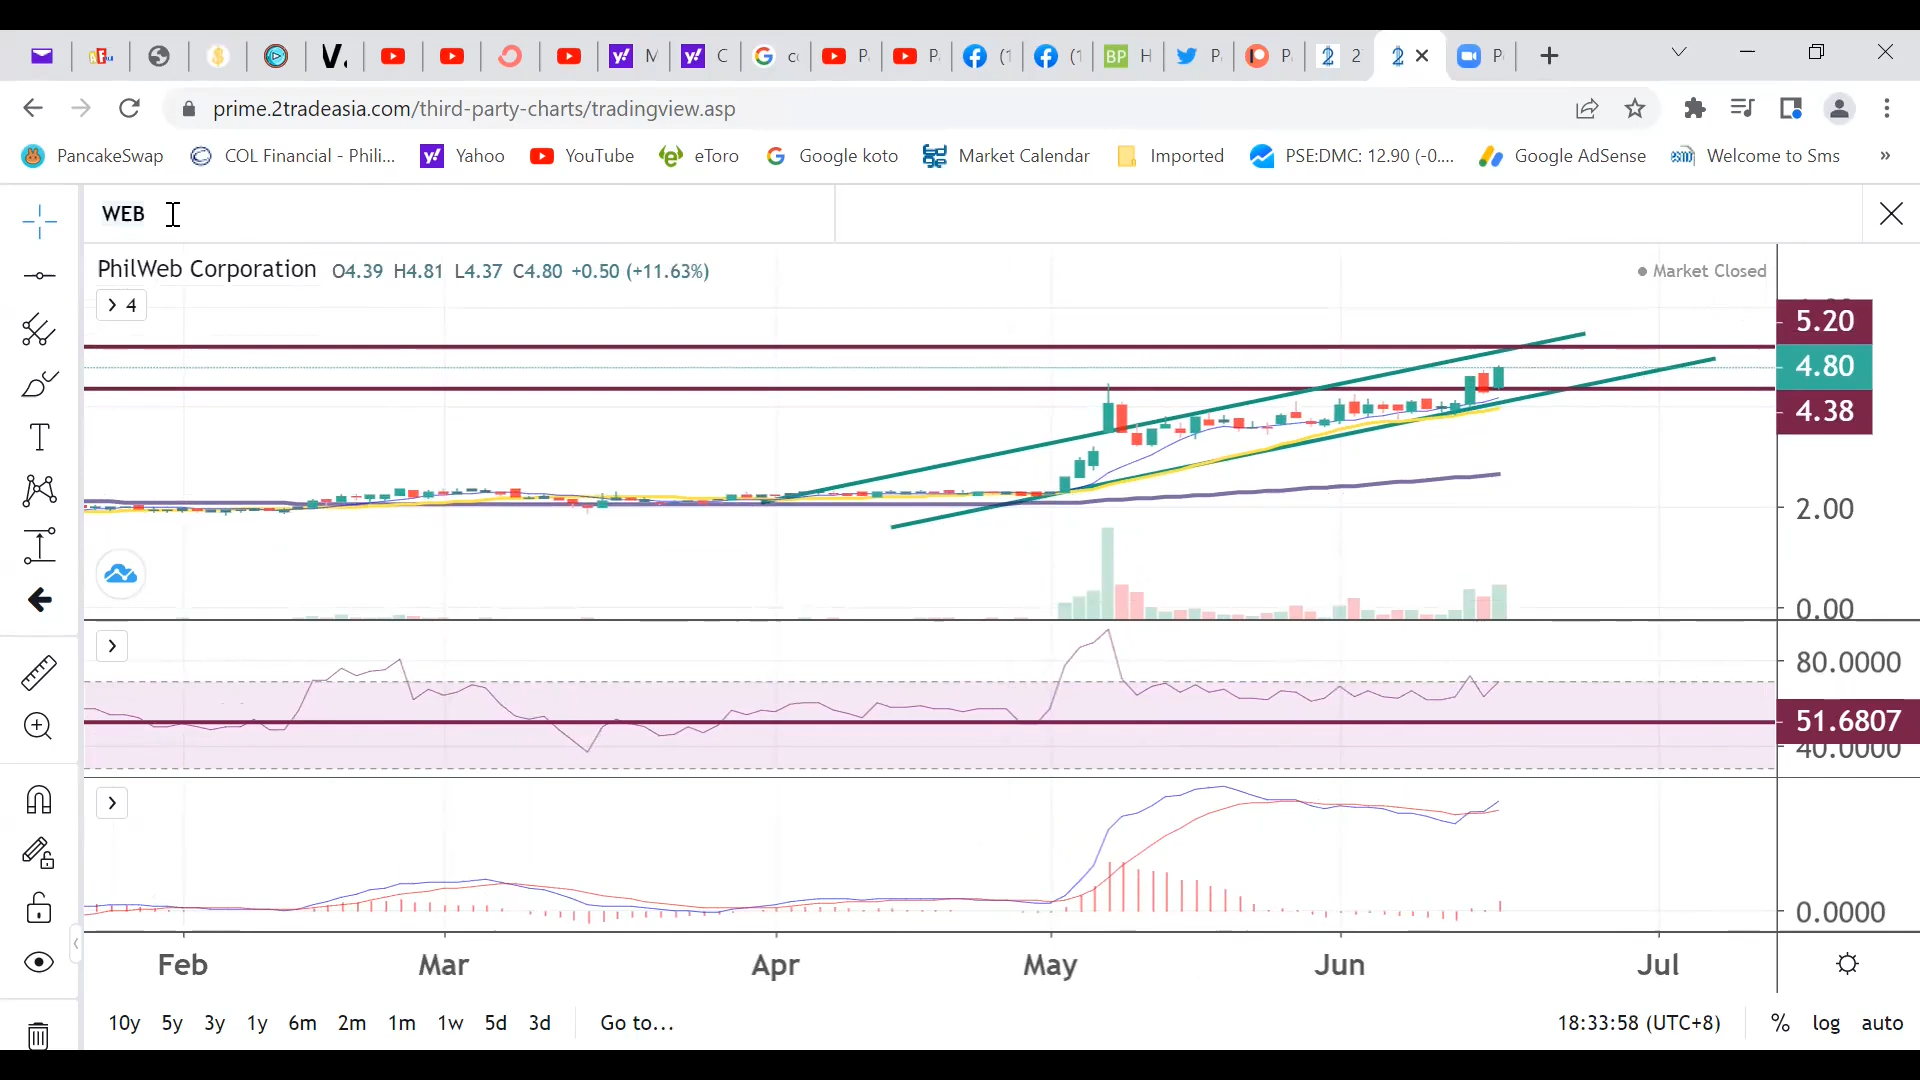 M
C
co
P
P
(1
(1
H
P
P
2
P
prime.2tradeasia.com/third-party-charts/tradingview.asp
PancakeSwap COL Financial - Phili... Yahoo YouTube eToro Google koto Market Calendar Imported PSE:DMC: 12.90 (-0.... Google AdSense Welcome to Sms »
WEB
PhilWeb Corporation O4.39 H4.81 L4.37 C4.80 +0.50 (+11.63%) Market Closed
4
5.20
4.80
4.38
2.00
0.00
80.0000
51.6807
40.0000
0.0000
Feb Mar Apr May Jun Jul
10y 5y 3y 1y 6m 2m 1m 1w 5d 3d Go to... 18:33:58 (UTC+8) % log auto